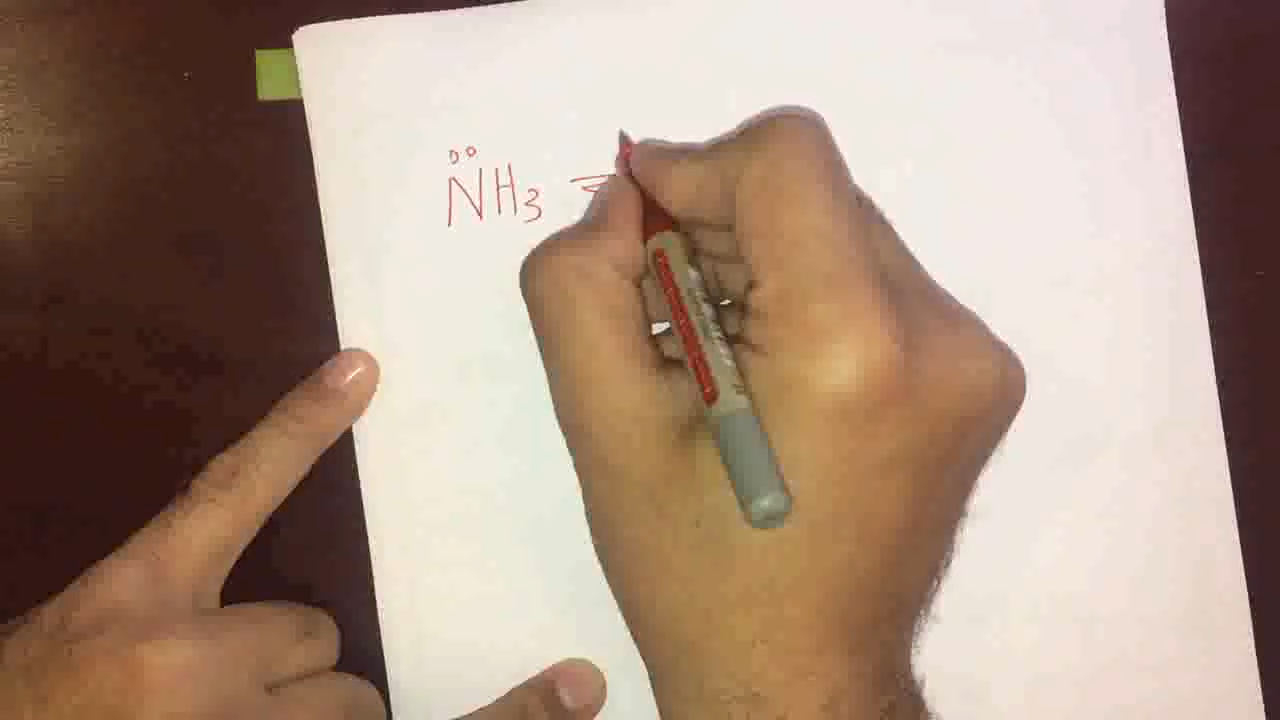 NH3 =